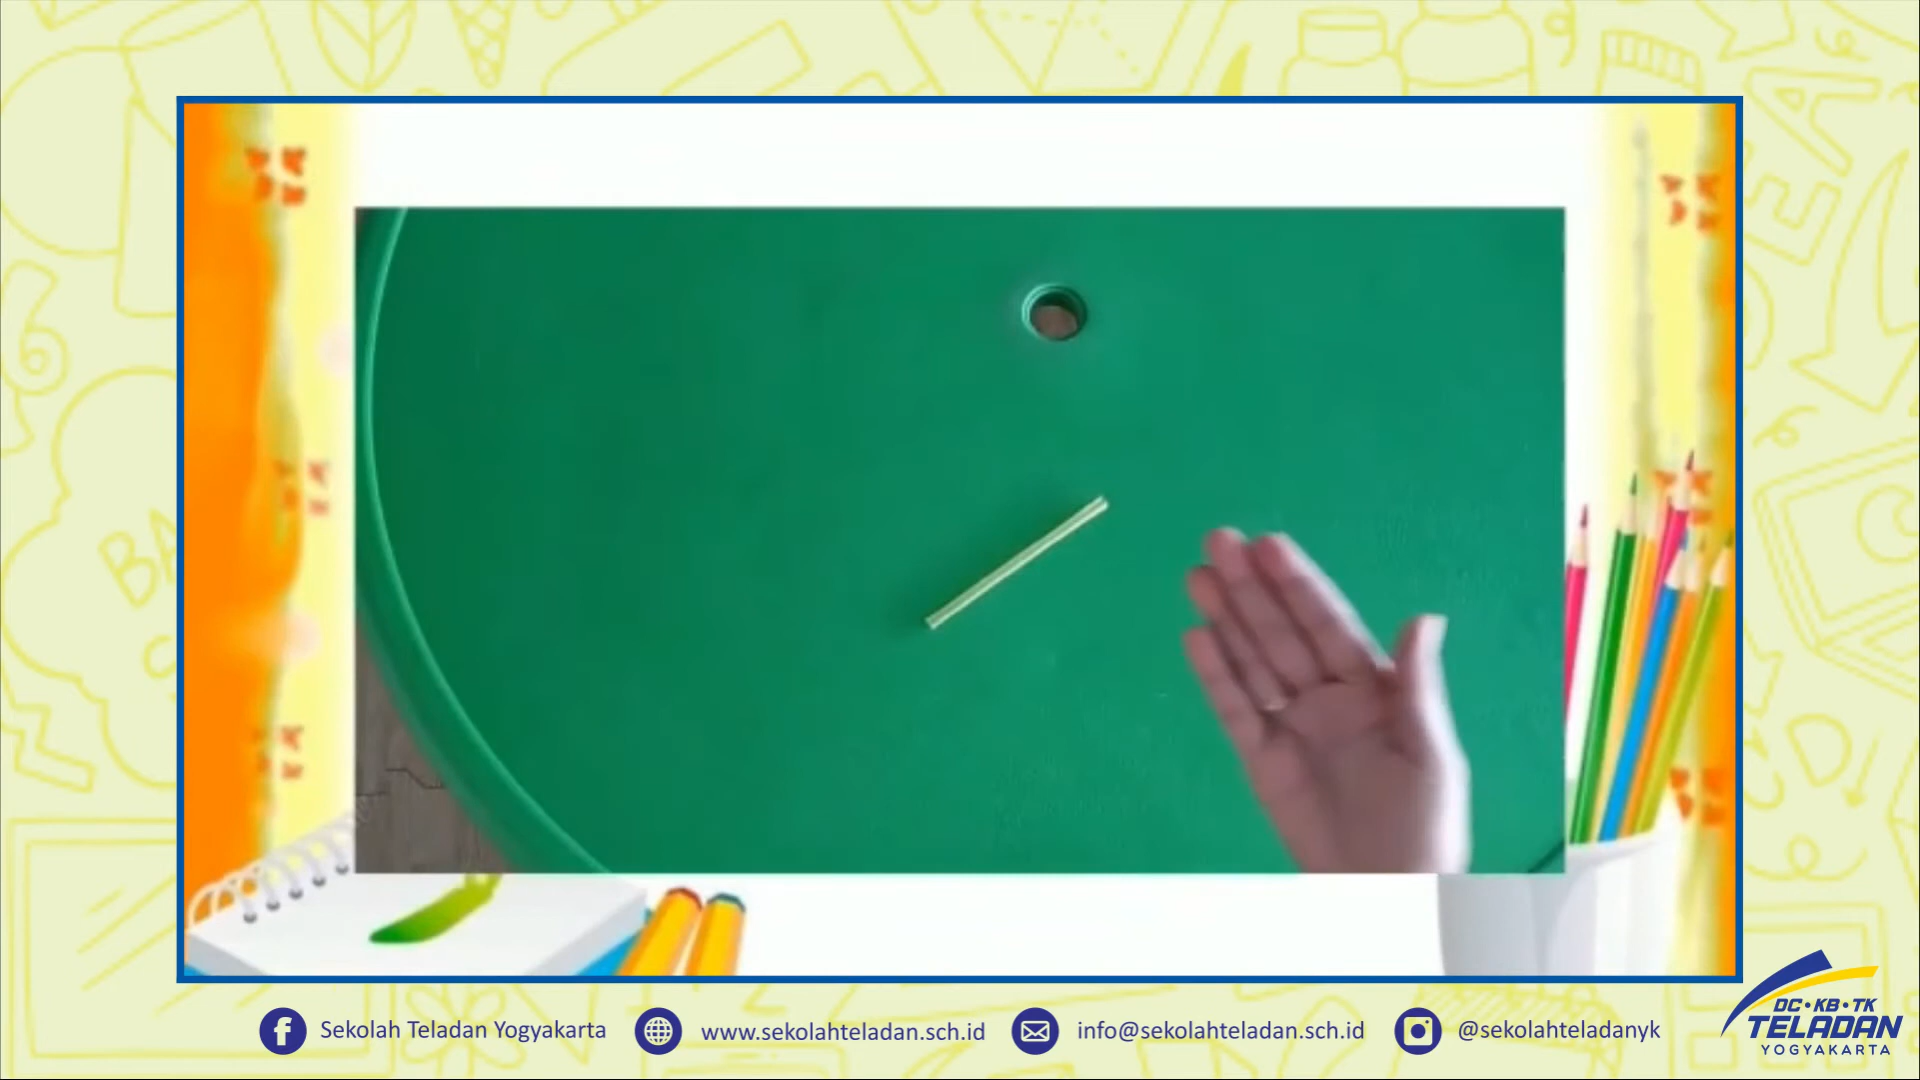 Sekolah Teladan Yogyakarta
www.sekolahteladan.sch.id
info@sekolahteladan.sch.id
@sekolahteladanyk
DC•KB•TK
TELADAN
YOGYAKARTA